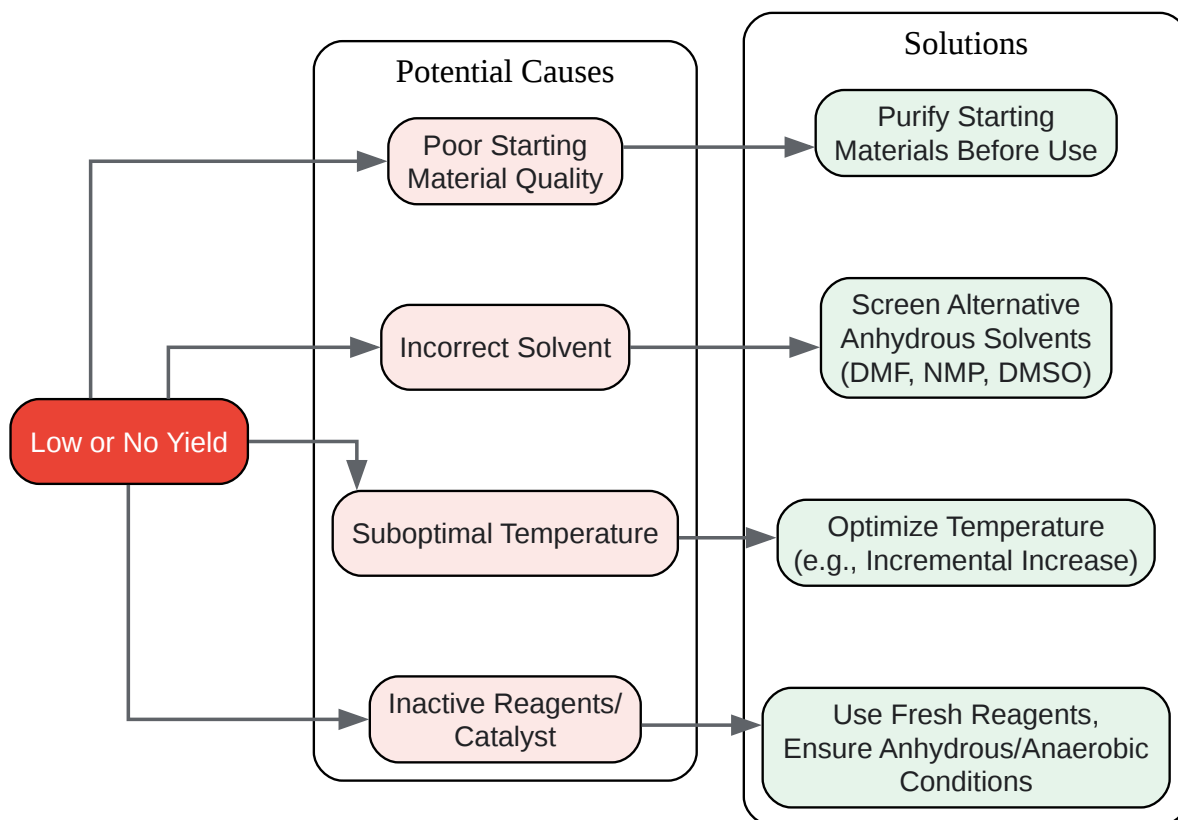 Solutions
Potential Causes
Purify Starting
Materials Before Use
Poor Starting
Material Quality
Screen Alternative
Anhydrous Solvents
(DMF, NMP, DMSO)
Incorrect Solvent
Low or No Yield
Suboptimal Temperature
Optimize Temperature
(e.g., Incremental Increase)
Inactive Reagents/
Catalyst
Use Fresh Reagents,
Ensure Anhydrous/Anaerobic
Conditions